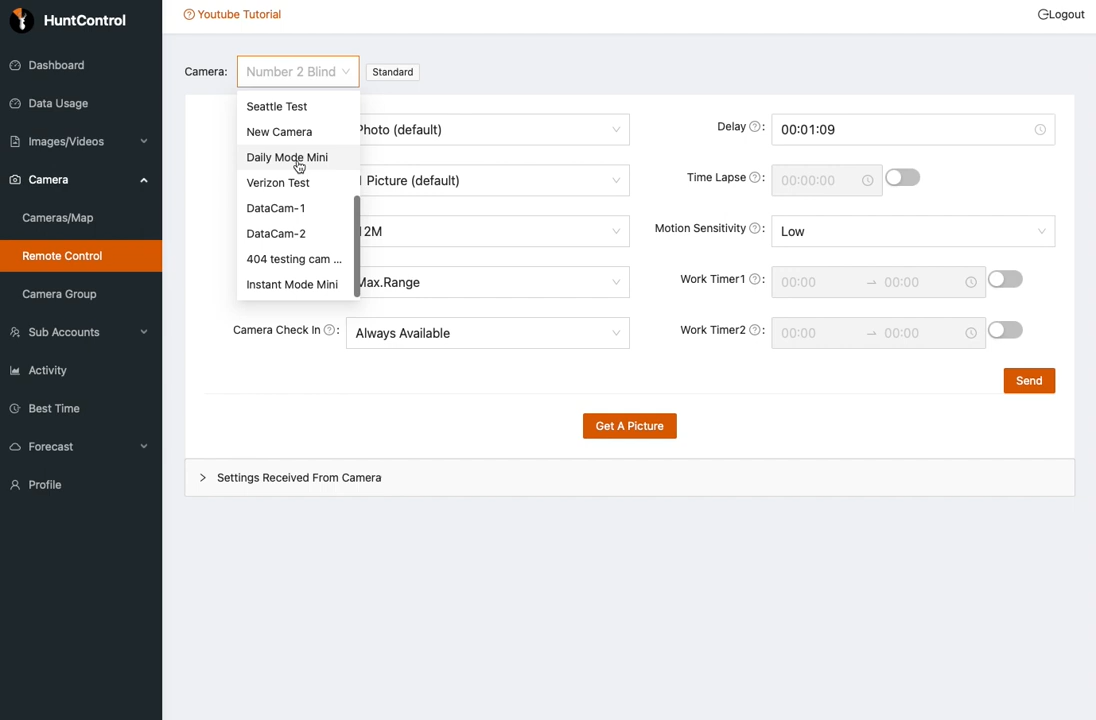 HuntControl
Youtube Tutorial
Logout
Dashboard
Data Usage
Images/Videos
Camera
Cameras/Map
Remote Control
Camera Group
Sub Accounts
Activity
Best Time
Forecast
Profile
Camera: Number 2 Blind Standard
Seattle Test
New Camera
Daily Mode Mini
Verizon Test
DataCam-1
DataCam-2
404 testing cam ...
Instant Mode Mini
Photo (default)
1 Picture (default)
12M
Max.Range
Camera Check In : Always Available
Delay : 00:01:09
Time Lapse : 00:00:00
Motion Sensitivity : Low
Work Timer1 : 00:00 → 00:00
Work Timer2 : 00:00 → 00:00
Send
Get A Picture
Settings Received From Camera